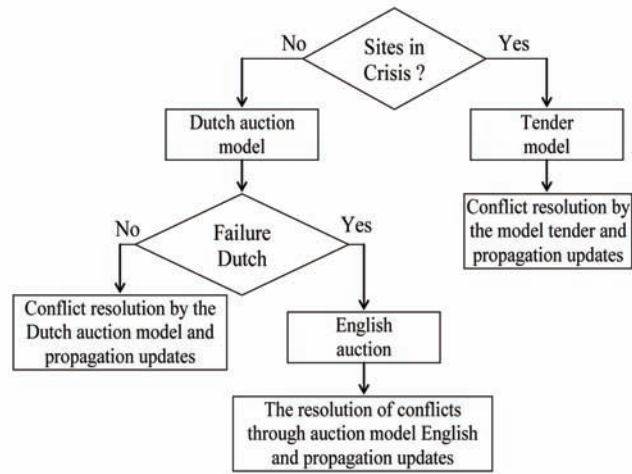 No
Sites in
Crisis ?
Yes
Dutch auction
model
Tender
model
No
Failure
Dutch
Yes
Conflict resolution by
the model tender and
propagation updates
Conflict resolution by the
Dutch auction model and
propagation updates
English
auction
The resolution of conflicts
through auction model English
and propagation updates